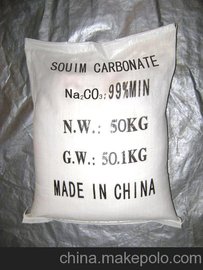 SOUIM CARBONATE
Na₂CO₃:99%MIN
N.W.: 50KG
G.W.: 50.1KG
MADE IN CHINA
china.makepolo.com